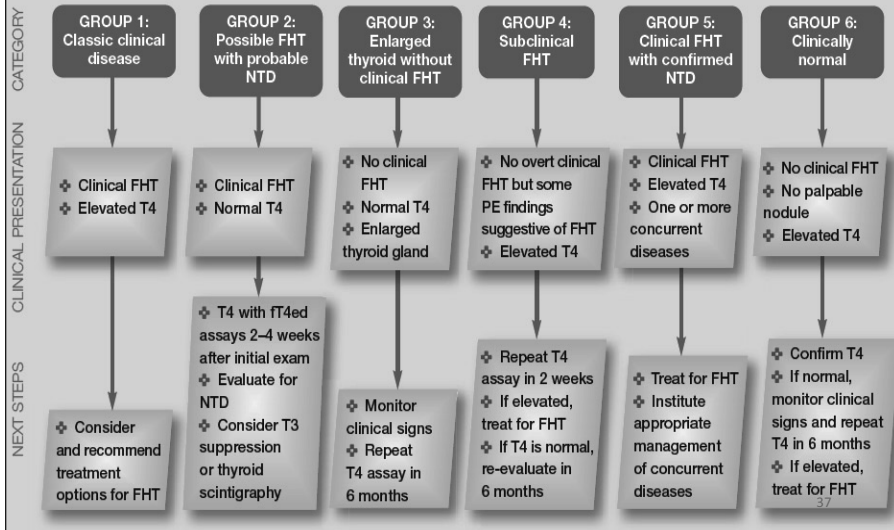 CATEGORY
GROUP 1:
Classic clinical
disease
GROUP 2:
Possible FHT
with probable
NTD
GROUP 3:
Enlarged
thyroid without
clinical FHT
GROUP 4:
Subclinical
FHT
GROUP 5:
Clinical FHT
with confirmed
NTD
GROUP 6:
Clinically
normal
CLINICAL PRESENTATION
✤ Clinical FHT
✤ Elevated T4
✤ Clinical FHT
✤ Normal T4
✤ No clinical
FHT
✤ Normal T4
✤ Enlarged
thyroid gland
✤ No overt clinical
FHT but some
PE findings
suggestive of FHT
✤ Elevated T4
✤ Clinical FHT
✤ Elevated T4
✤ One or more
concurrent
diseases
✤ No clinical FHT
✤ No palpable
nodule
✤ Elevated T4
NEXT STEPS
✤ Consider
and recommend
treatment
options for FHT
✤ T4 with fT4ed
assays 2–4 weeks
after initial exam
✤ Evaluate for
NTD
✤ Consider T3
suppression
or thyroid
scintigraphy
✤ Monitor
clinical signs
✤ Repeat
T4 assay in
6 months
✤ Repeat T4
assay in 2 weeks
✤ If elevated,
treat for FHT
✤ If T4 is normal,
re-evaluate in
6 months
✤ Treat for FHT
✤ Institute
appropriate
management
of concurrent
diseases
✤ Confirm T4
✤ If normal,
monitor clinical
signs and repeat
T4 in 6 months
✤ If elevated,
treat for FHT
37